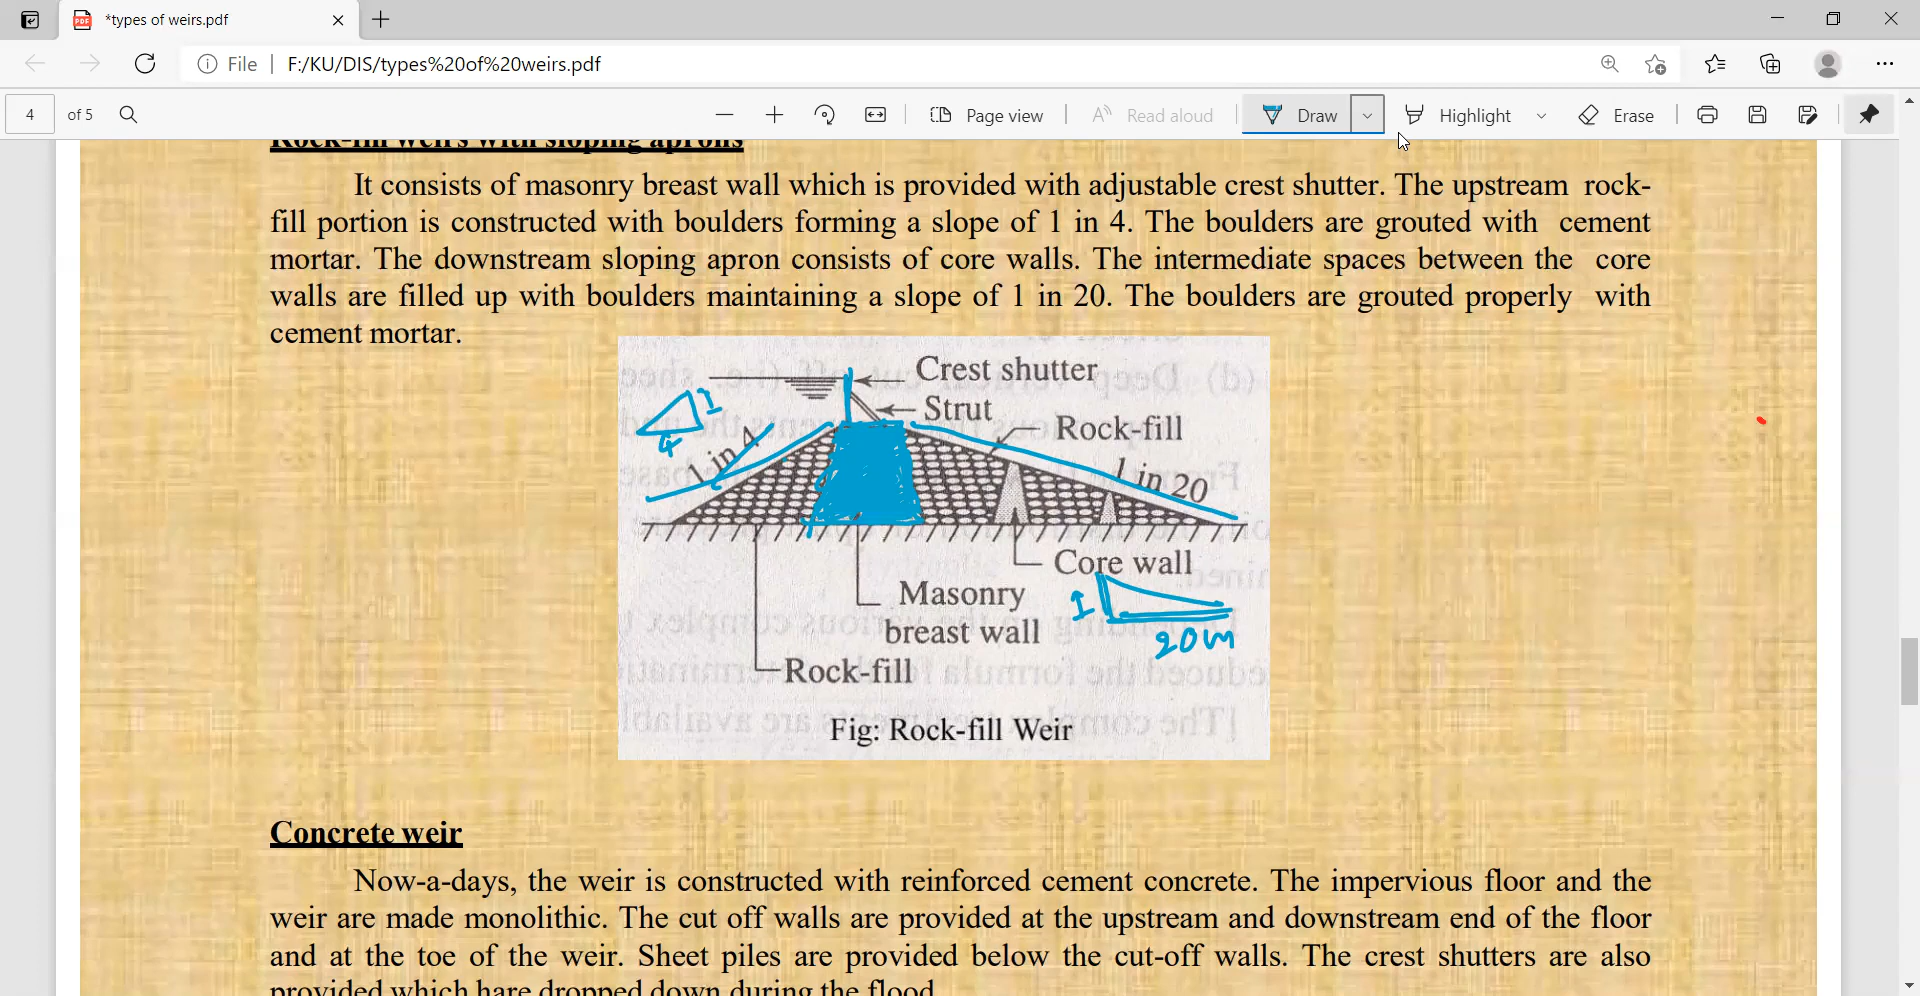 *types of weirs.pdf
File F:/KU/DIS/types%20of%20weirs.pdf
4 of 5 Page view Read aloud Draw Highlight Erase
Rock-fill weirs with sloping aprons
It consists of masonry breast wall which is provided with adjustable crest shutter. The upstream rock-
fill portion is constructed with boulders forming a slope of 1 in 4. The boulders are grouted with cement
mortar. The downstream sloping apron consists of core walls. The intermediate spaces between the core
walls are filled up with boulders maintaining a slope of 1 in 20. The boulders are grouted properly with
cement mortar.
Crest shutter
Strut
Rock-fill
1
4
1 in 4
1 in 20
Core wall
Masonry
breast wall
1
20m
Rock-fill
Fig: Rock-fill Weir
Concrete weir
Now-a-days, the weir is constructed with reinforced cement concrete. The impervious floor and the
weir are made monolithic. The cut off walls are provided at the upstream and downstream end of the floor
and at the toe of the weir. Sheet piles are provided below the cut-off walls. The crest shutters are also
provided which hare dropped down during the flood.